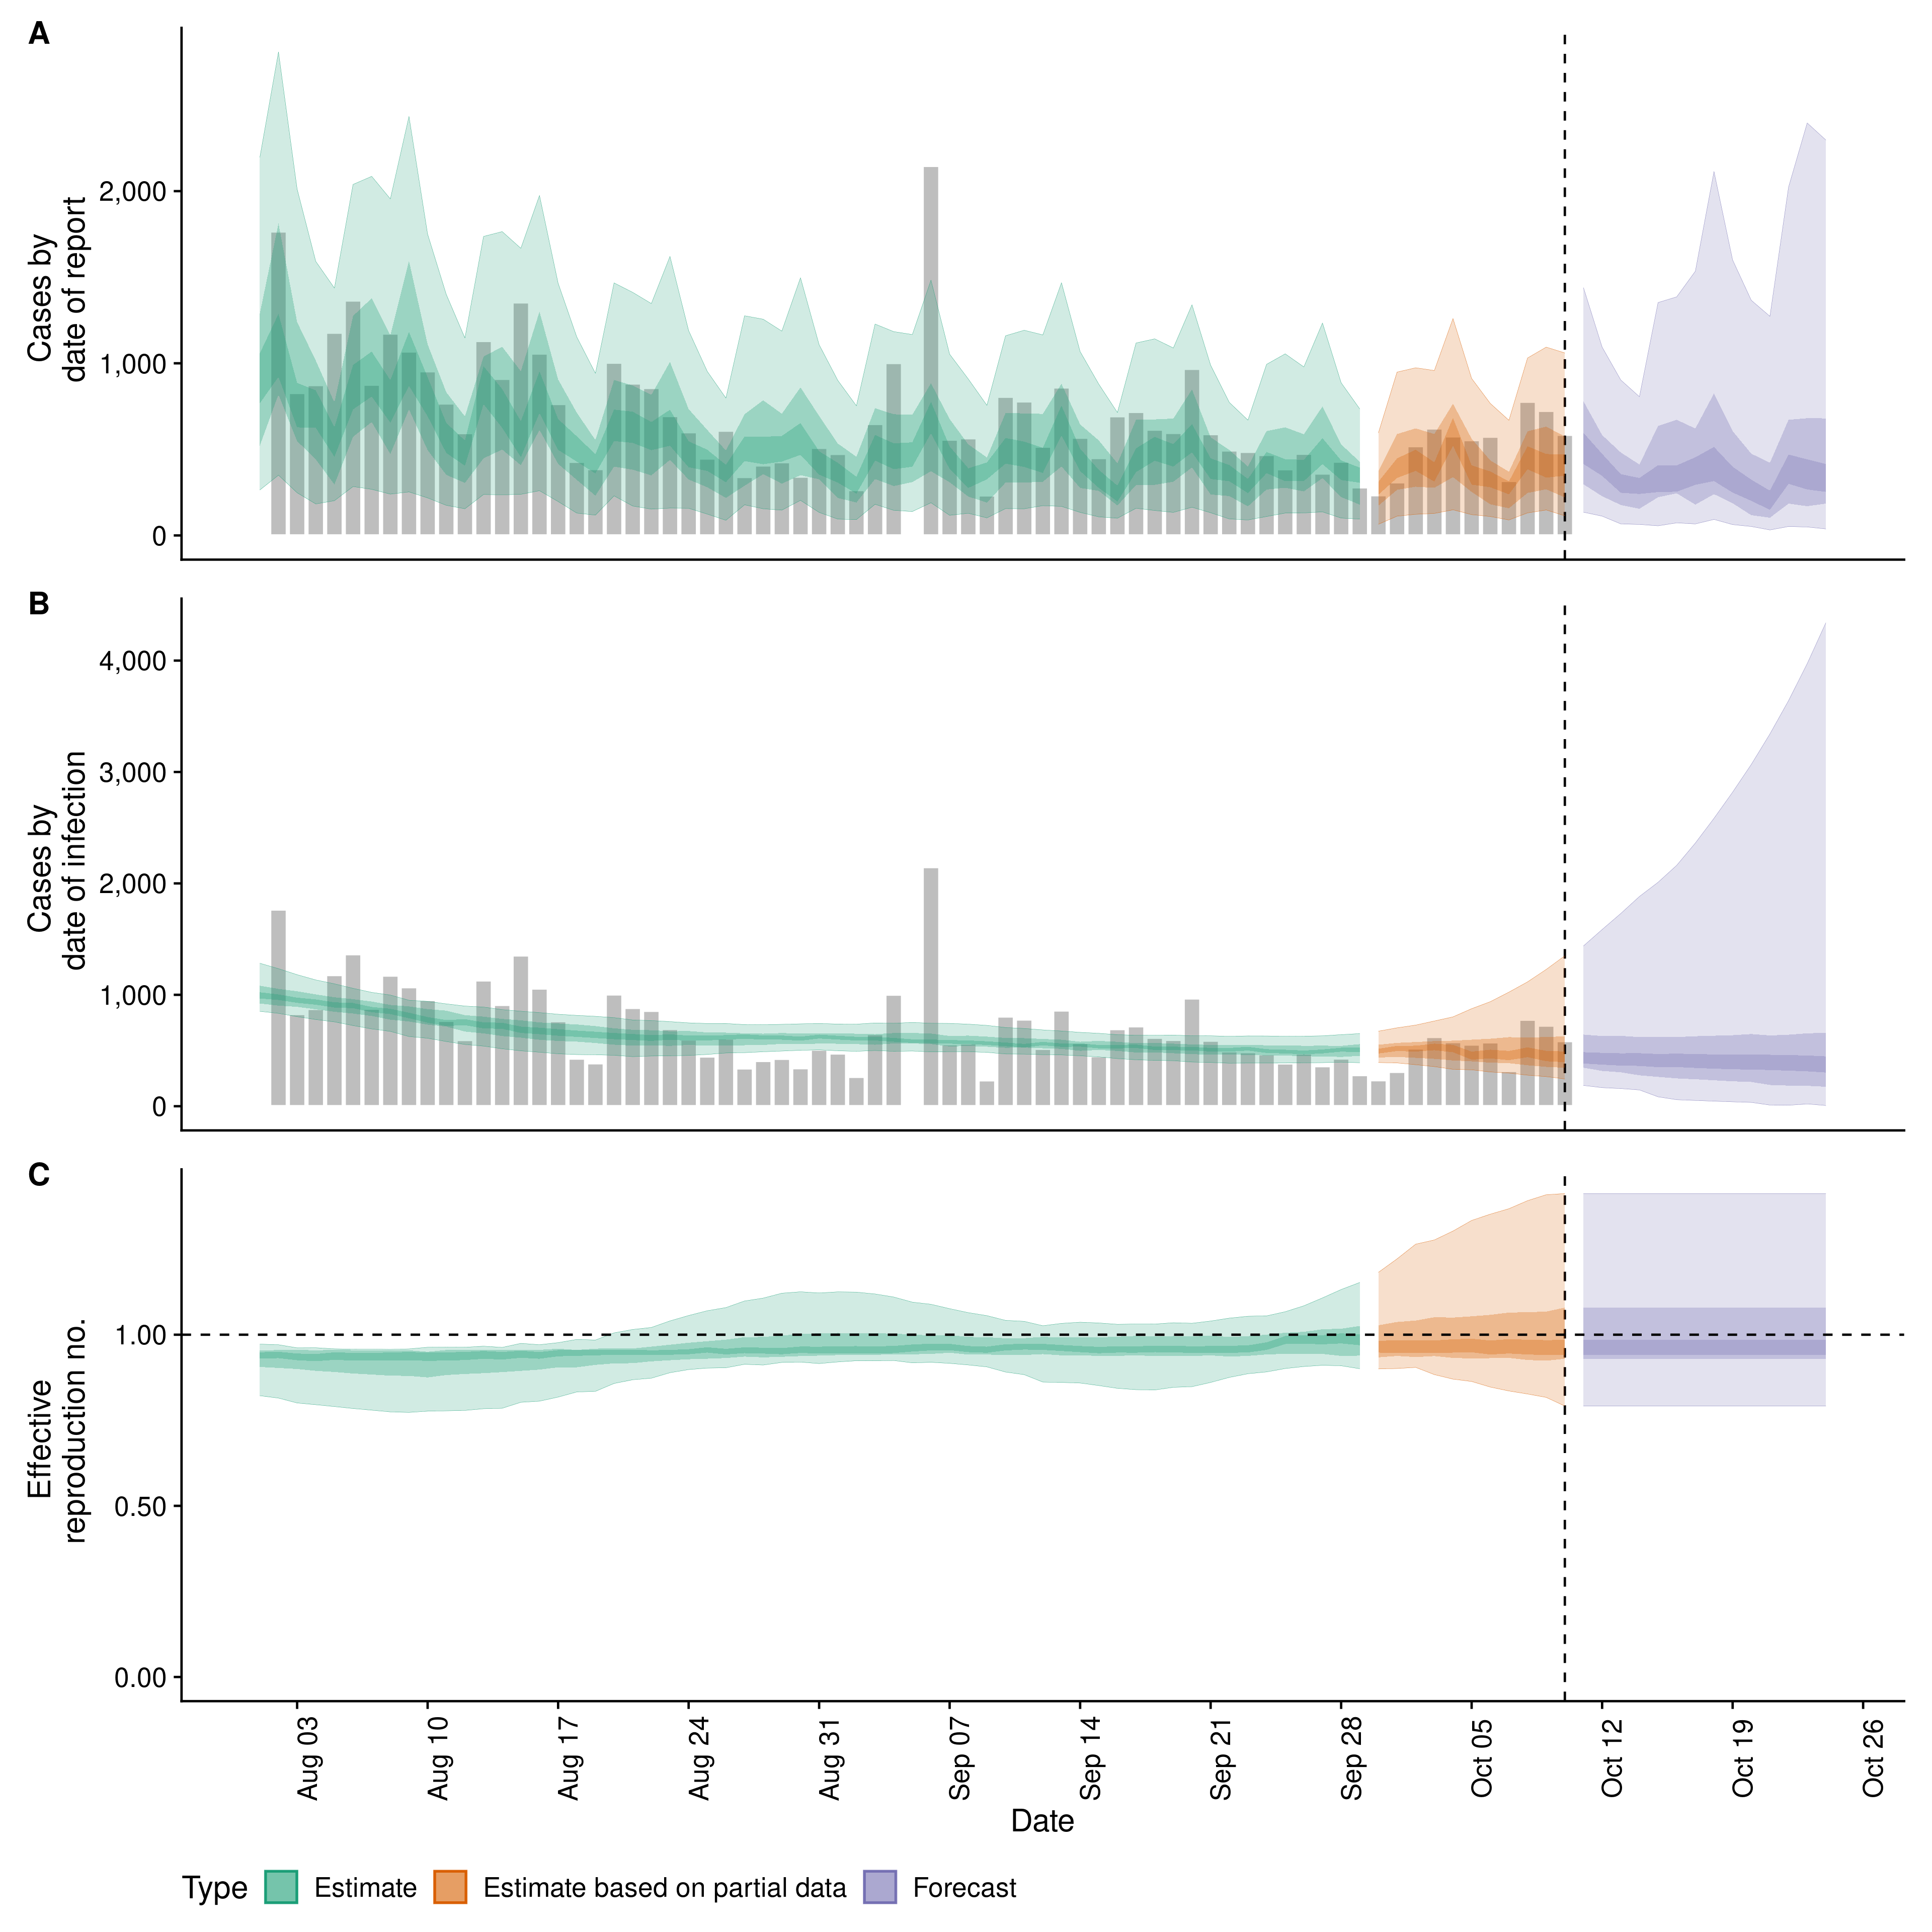 A
Cases by
date of report
2,000
1,000
0
B
Cases by
date of infection
4,000
3,000
2,000
1,000
0
C
Effective
reproduction no.
1.00
0.50
0.00
Aug 03
Aug 10
Aug 17
Aug 24
Aug 31
Sep 07
Sep 14
Sep 21
Sep 28
Oct 05
Oct 12
Oct 19
Oct 26
Date
Type Estimate Estimate based on partial data Forecast